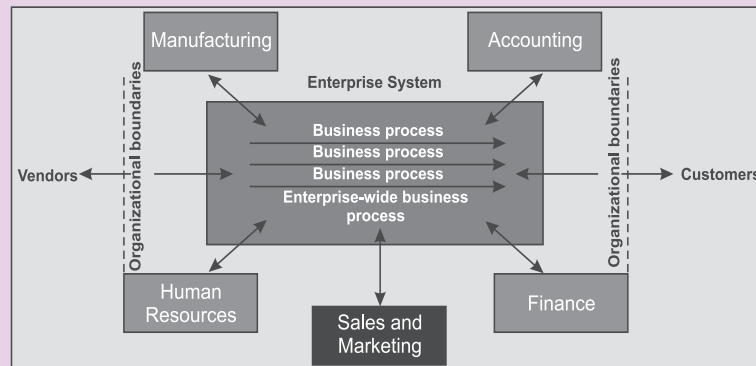 Manufacturing
Accounting
Enterprise System
Organizational boundaries
Organizational boundaries
Business process
Business process
Business process
Enterprise-wide business
process
Vendors
Customers
Human
Resources
Sales and
Marketing
Finance